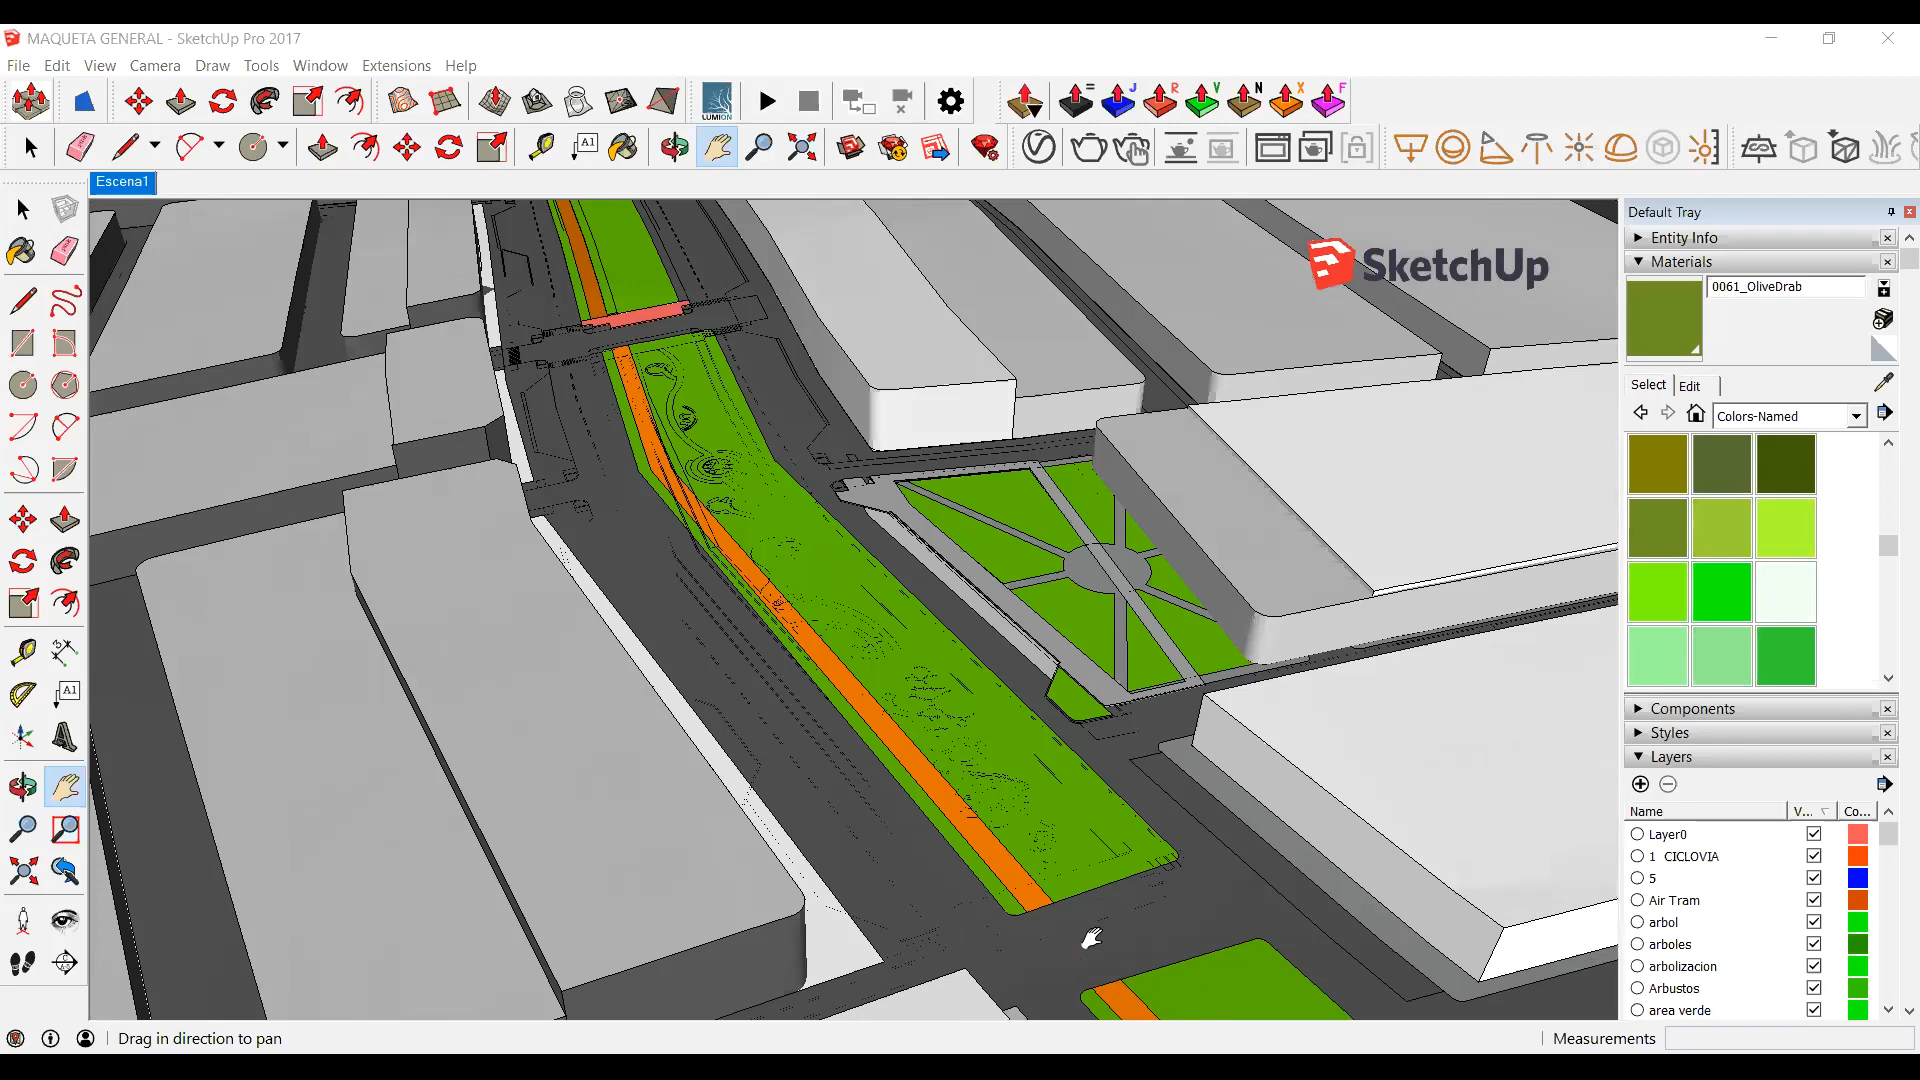 MAQUETA GENERAL - SketchUp Pro 2017
File Edit View Camera Draw Tools Window Extensions Help
LUMION
= J R V N X F
A1
Escena1
SketchUp
Default Tray
Entity Info
Materials
0061_OliveDrab
Select Edit
Colors-Named
A1
Components
Styles
Layers
Name V... Co...
Layer0
1 CICLOVIA
5
Air Tram
arbol
arboles
arbolizacion
Arbustos
area verde
Drag in direction to pan
Measurements